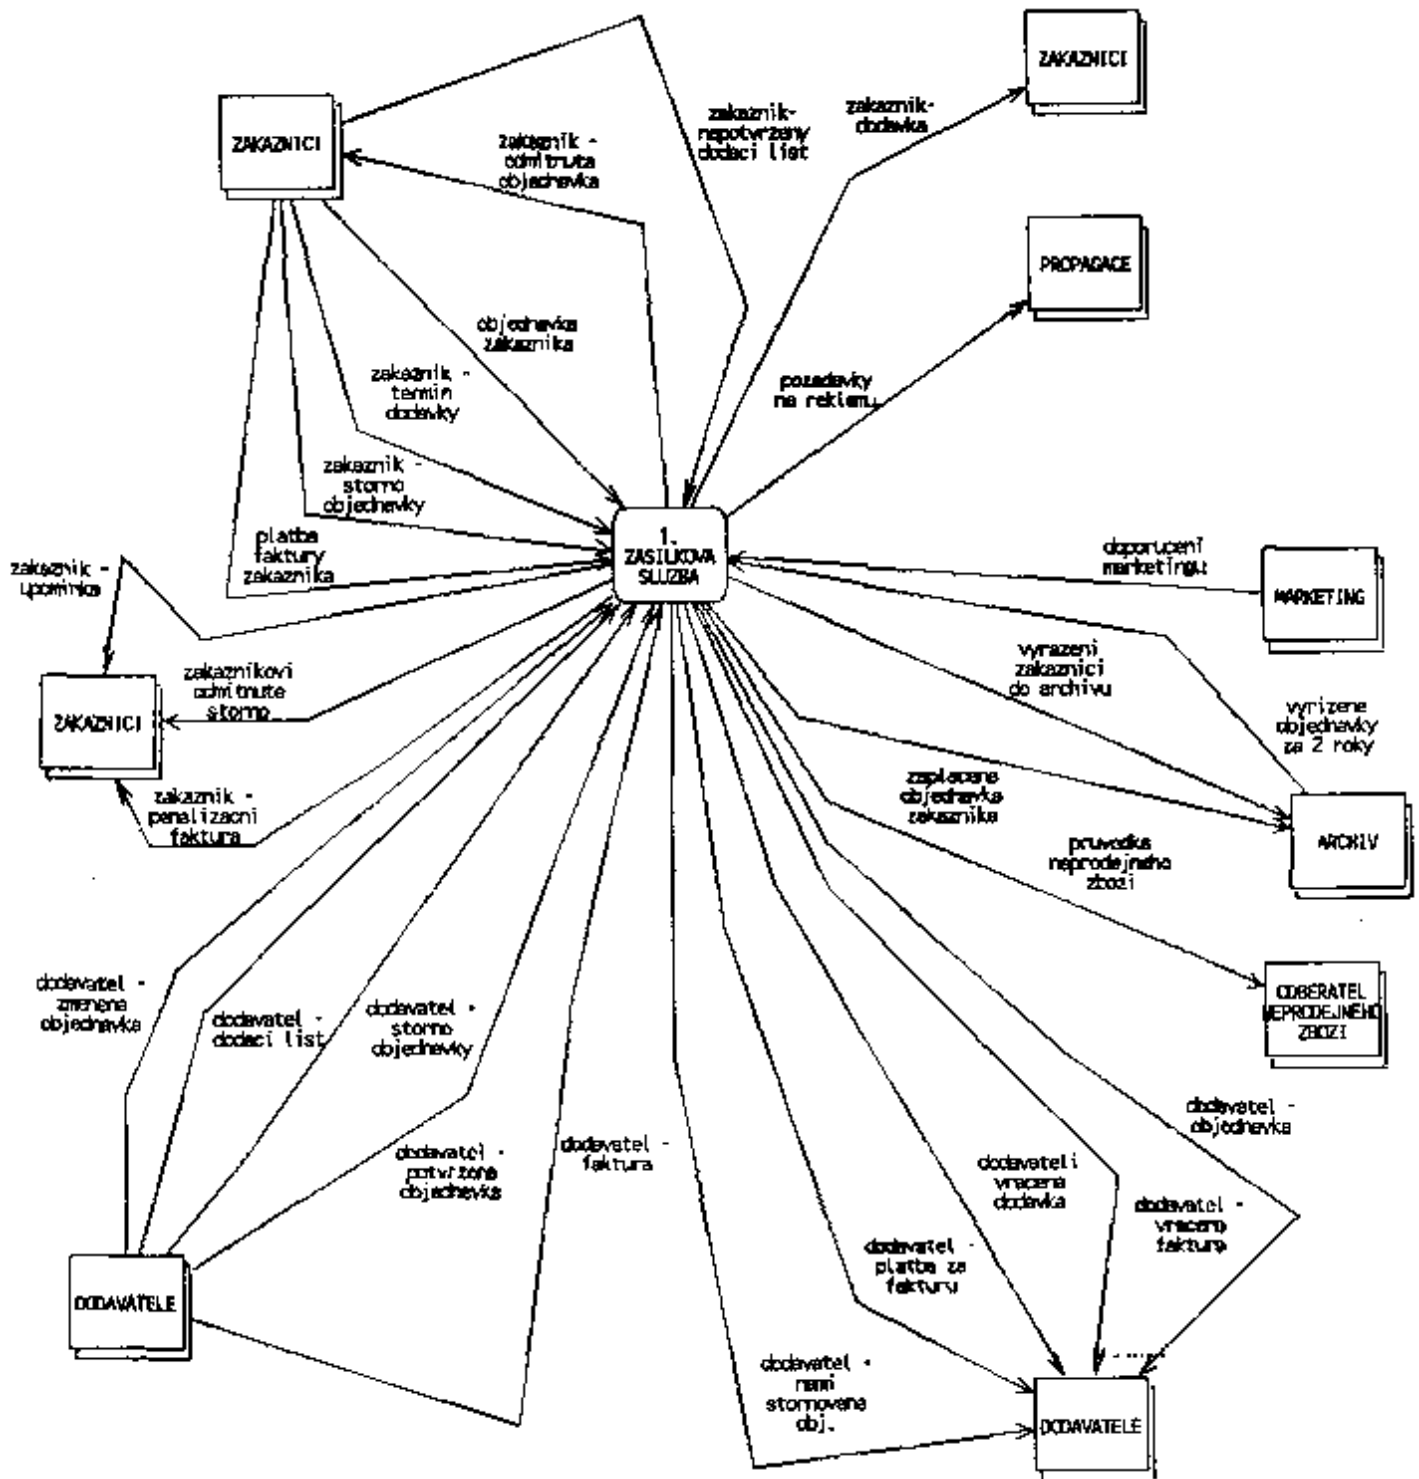 ZAKAZNICI
ZAKAZNICI
zakaznik-
nepotvrzeny
dodaci list
zakaznik-
dodavka
zakaznik -
odmitnuta
objednavka
PROPAGACE
objednavka
zakaznika
zakaznik -
termin
dodavky
pozadavky
na reklamu
zakaznik -
storno
objednavky
platba
faktury
zakaznika
1.
ZASILKOVA
SLUZBA
doporuceni
marketingu
MARKETING
zakaznik -
upominka
vyrazeni
zakaznici
do archivu
zakaznikovi
odmitnute
storno
ZAKAZNICI
vyrizene
objednavky
za 2 roky
zakaznik -
penalizacni
faktura
zaplacena
objednavka
zakaznika
ARCHIV
pruvodka
neprodejneho
zbozi
dodavatel -
zmenena
objednavka
dodavatel -
dodaci list
dodavatel -
storno
objednavky
ODBERATEL
NEPRODEJNEHO
ZBOZI
dodavatel -
objednavka
dodavatel -
potvrzena
objednavka
dodavatel -
faktura
dodavateli
vracena
dodavka
dodavatel -
vracena
faktura
dodavatel -
platba za
fakturu
DODAVATELE
dodavatel -
nami
stornovana
obj.
DODAVATELE